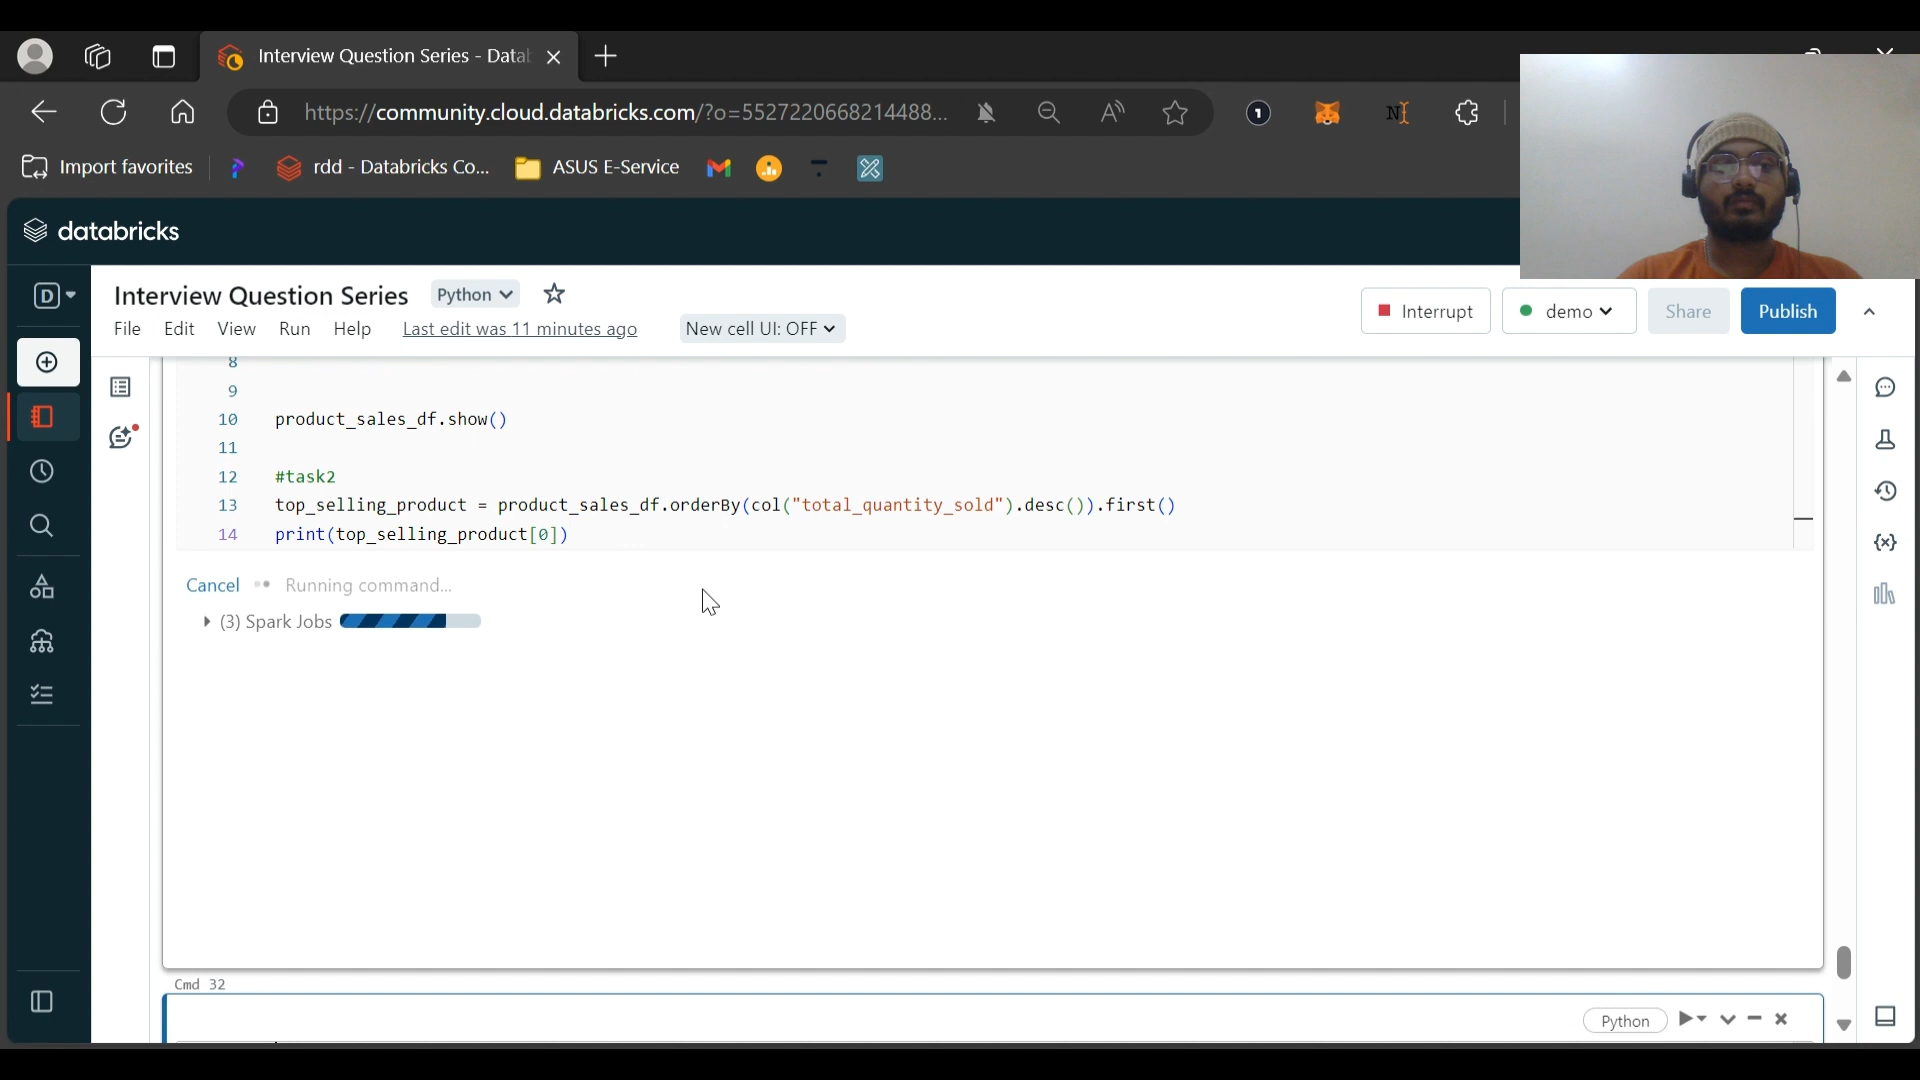 Interview Question Series - Datab
https://community.cloud.databricks.com/?o=5527220668214488...
Import favorites
rdd - Databricks Co...
ASUS E-Service
databricks
D
Interview Question Series
Python
File
Edit
View
Run
Help
Last edit was 11 minutes ago
New cell UI: OFF
Interrupt
demo
Share
Publish
8
9
10 product_sales_df.show()
11
12 #task2
13 top_selling_product = product_sales_df.orderBy(col("total_quantity_sold").desc()).first()
14 print(top_selling_product[0])
Cancel
Running command...
(3) Spark Jobs
Cmd 32
Python